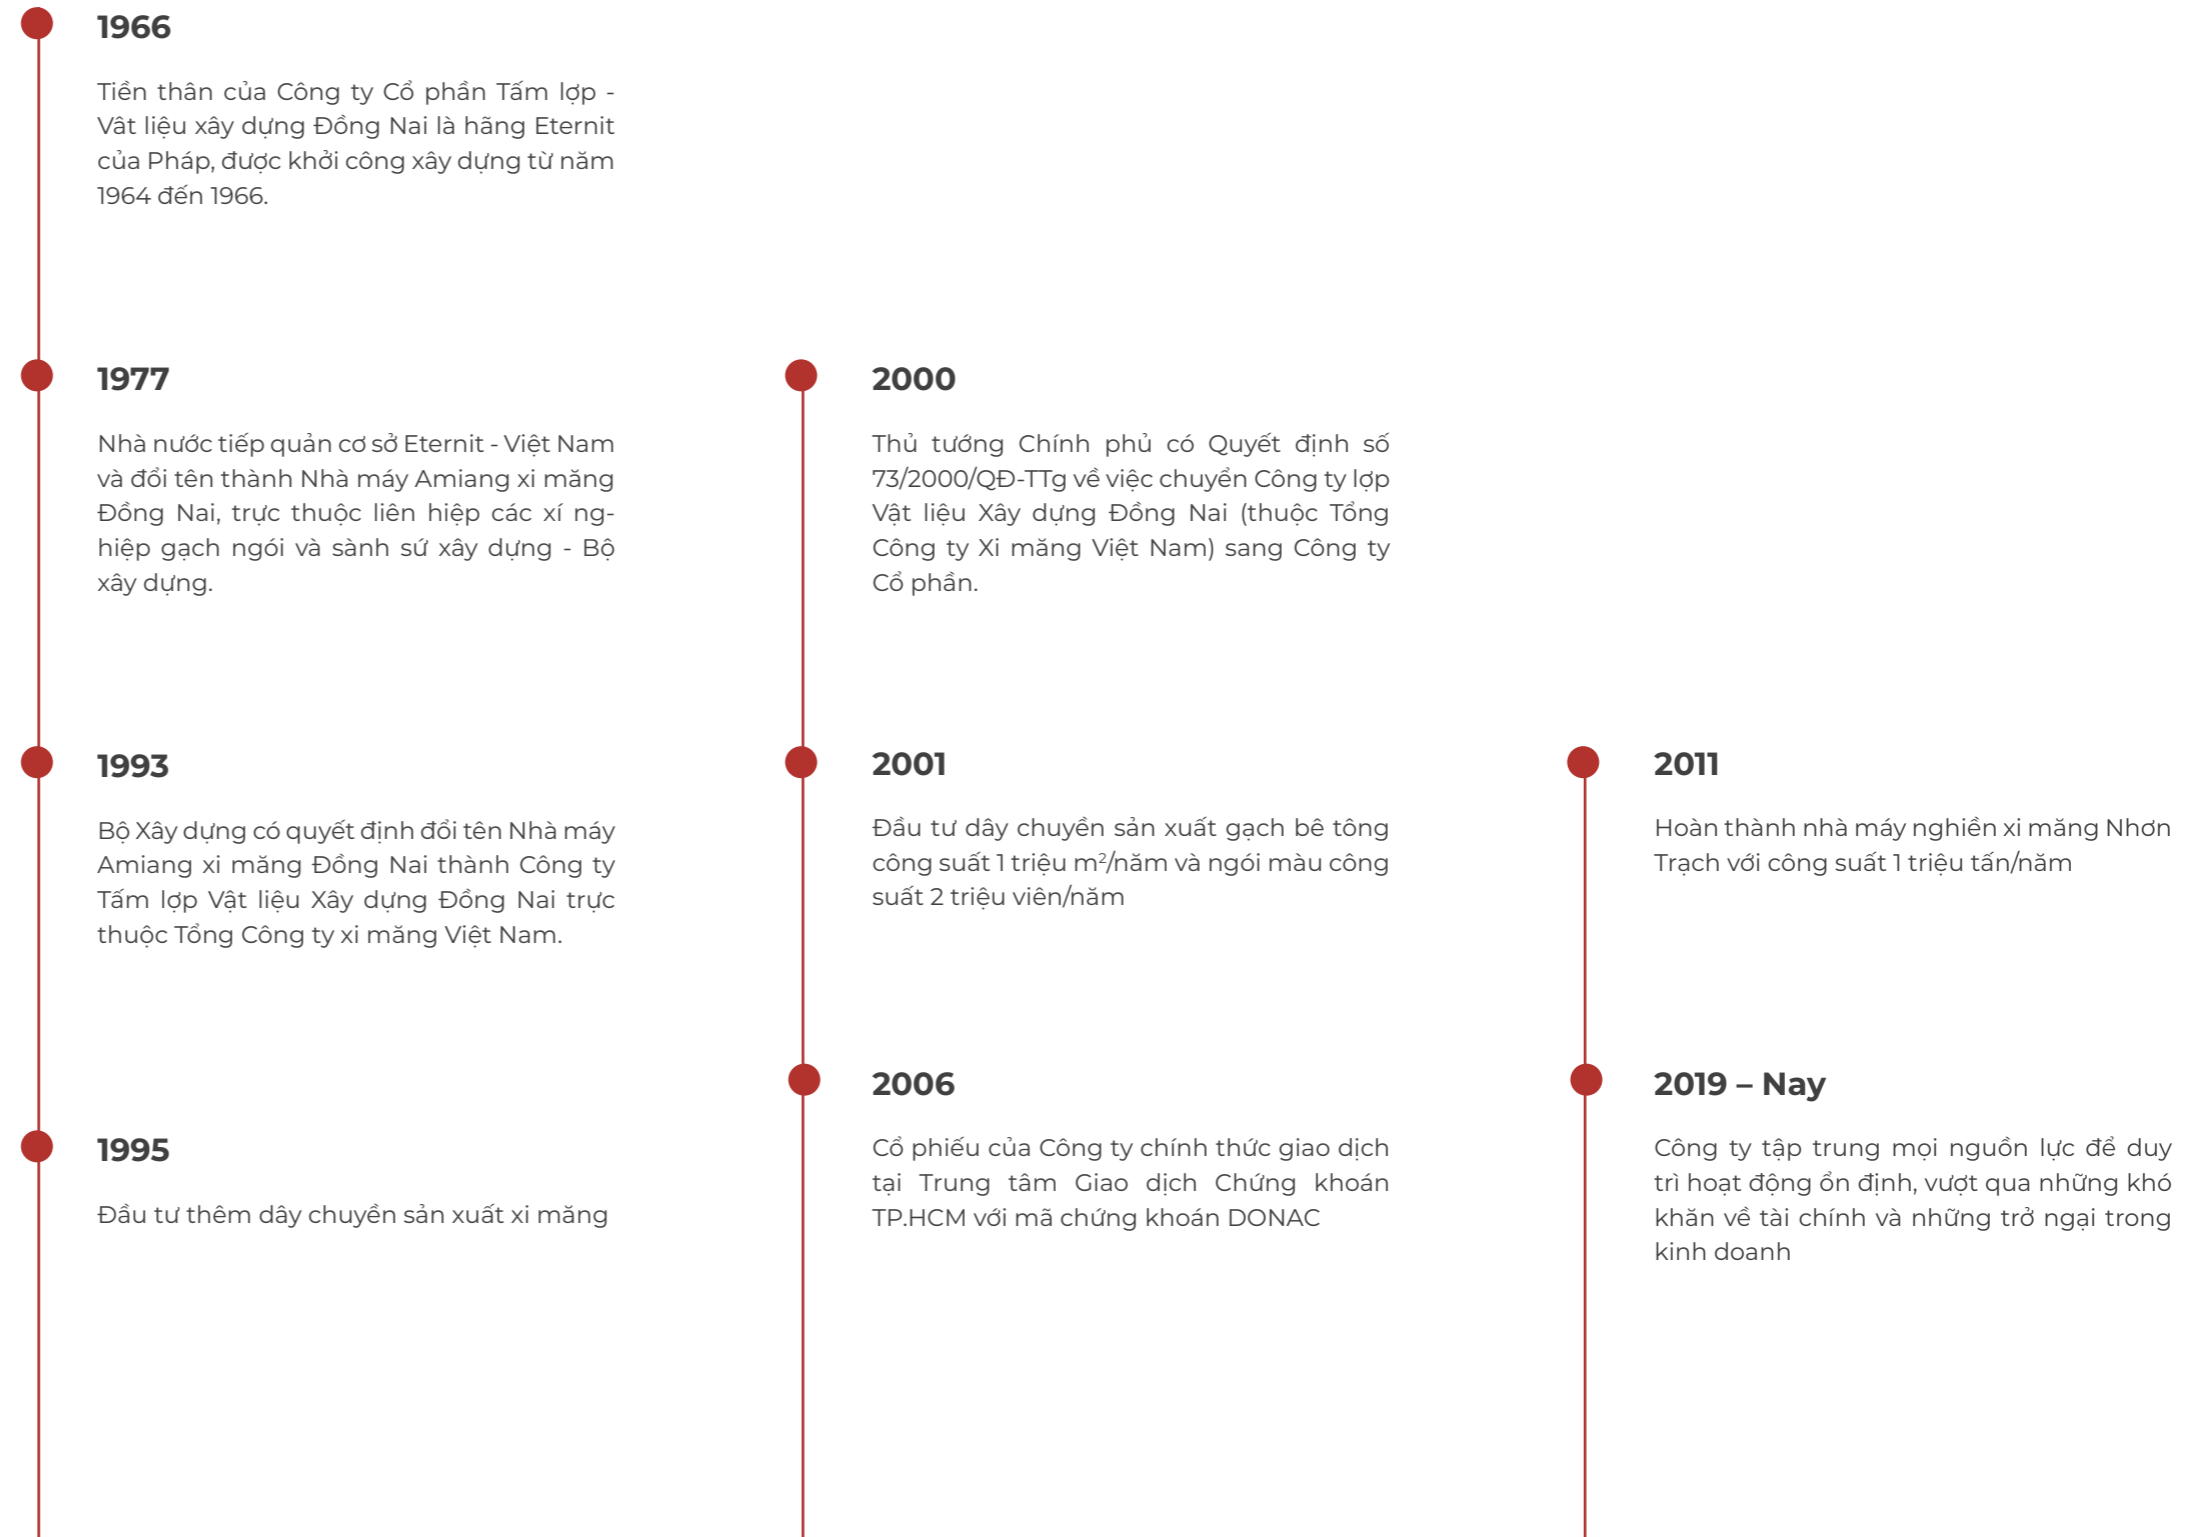 1966
Tiền thân của Công ty Cổ phần Tấm lợp -
Vât liệu xây dựng Đồng Nai là hãng Eternit
của Pháp, được khởi công xây dựng từ năm
1964 đến 1966.
1977
Nhà nước tiếp quản cơ sở Eternit - Việt Nam
và đổi tên thành Nhà máy Amiang xi măng
Đồng Nai, trực thuộc liên hiệp các xí ng-
hiệp gạch ngói và sành sứ xây dựng - Bộ
xây dựng.
1993
Bộ Xây dựng có quyết định đổi tên Nhà máy
Amiang xi măng Đồng Nai thành Công ty
Tấm lợp Vật liệu Xây dựng Đồng Nai trực
thuộc Tổng Công ty xi măng Việt Nam.
1995
Đầu tư thêm dây chuyền sản xuất xi măng
2000
Thủ tướng Chính phủ có Quyết định số
73/2000/QĐ-TTg về việc chuyển Công ty lợp
Vật liệu Xây dựng Đồng Nai (thuộc Tổng
Công ty Xi măng Việt Nam) sang Công ty
Cổ phần.
2001
Đầu tư dây chuyền sản xuất gạch bê tông
công suất 1 triệu m²/năm và ngói màu công
suất 2 triệu viên/năm
2006
Cổ phiếu của Công ty chính thức giao dịch
tại Trung tâm Giao dịch Chứng khoán
TP.HCM với mã chứng khoán DONAC
2011
Hoàn thành nhà máy nghiền xi măng Nhơn
Trạch với công suất 1 triệu tấn/năm
2019 – Nay
Công ty tập trung mọi nguồn lực để duy
trì hoạt động ổn định, vượt qua những khó
khăn về tài chính và những trở ngại trong
kinh doanh